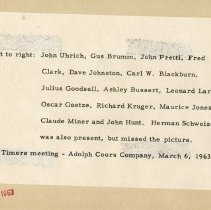 t to right: John Uhrich, Gus Brumm, John Pretti, Fred
Clark, Dave Johnston, Carl W. Blackburn,
Julius Goodsell, Ashley Bussert, Leonard Lar
Oscar Goetze, Richard Kruger, Maurice Jones
Claude Miner and John Hunt. Herman Schweiz
was also present, but missed the picture.
Timers meeting - Adolph Coors Company, March 6, 1963
1963